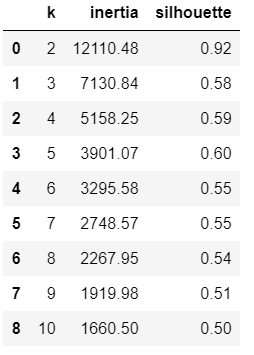 k inertia silhouette
0 2 12110.48 0.92
1 3 7130.84 0.58
2 4 5158.25 0.59
3 5 3901.07 0.60
4 6 3295.58 0.55
5 7 2748.57 0.55
6 8 2267.95 0.54
7 9 1919.98 0.51
8 10 1660.50 0.50